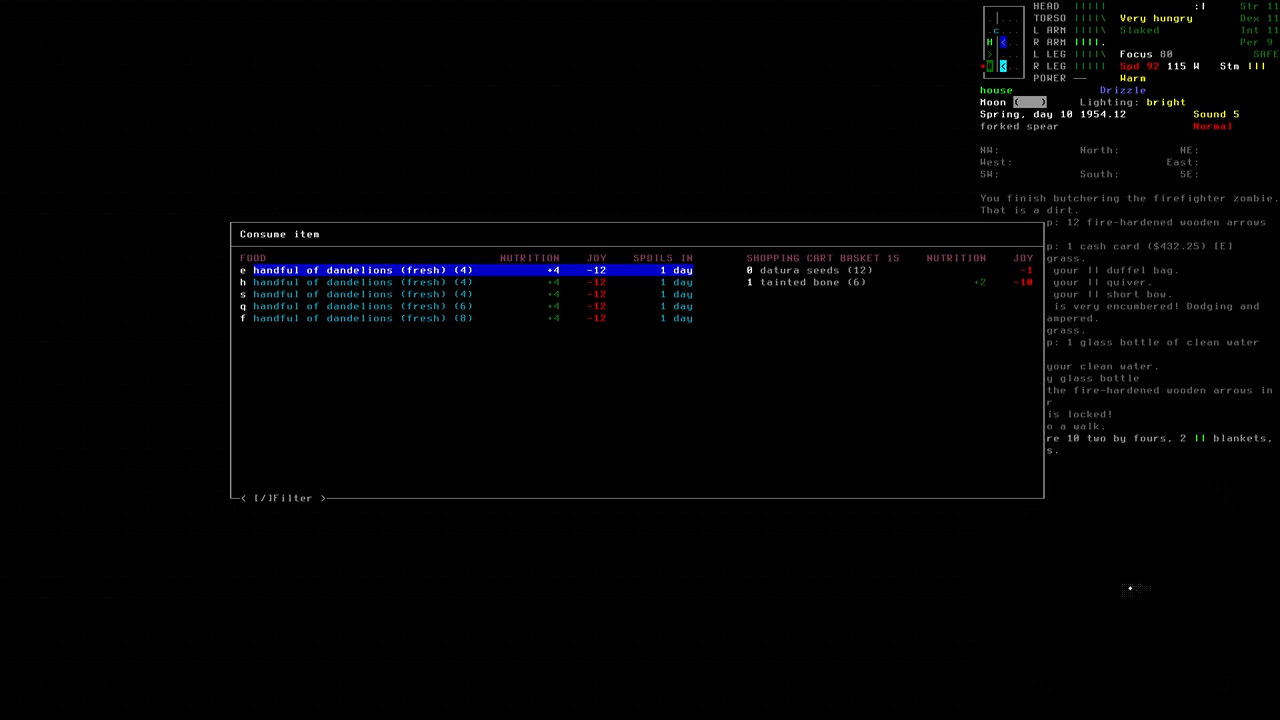 HEAD ||||| :| Str 11
TORSO ||||\ Very hungry Dex 11
L ARM ||||\ Slaked Int 11
R ARM ||||. Per 9
L LEG ||||| Focus 80 SAFE
R LEG ||||| Spd 92 115 W Stm |||
POWER — Warm
house Drizzle
Moon (   ) Lighting: bright
Spring, day 10 1954.12 Sound 5
forked spear Normal
NW: North: NE:
West: East:
SW: South: SE:
You finish butchering the firefighter zombie.
That is a dirt.
p: 12 fire-hardened wooden arrows
Consume item
p: 1 cash card ($432.25) [E]
FOOD NUTRITION JOY SPOILS IN SHOPPING CART BASKET 1S NUTRITION JOY
grass.
e handful of dandelions (fresh) (4) +4 -12 1 day 0 datura seeds (12) -1
your || duffel bag.
h handful of dandelions (fresh) (4) +4 -12 1 day 1 tainted bone (6) +2 -10
your || quiver.
s handful of dandelions (fresh) (4) +4 -12 1 day
your || short bow.
q handful of dandelions (fresh) (6) +4 -12 1 day
is very encumbered! Dodging and
f handful of dandelions (fresh) (8) +4 -12 1 day
ampered.
grass.
p: 1 glass bottle of clean water
your clean water.
y glass bottle
the fire-hardened wooden arrows in
r
is locked!
o a walk.
re 10 two by fours, 2 || blankets,
s.
< [/]Filter >